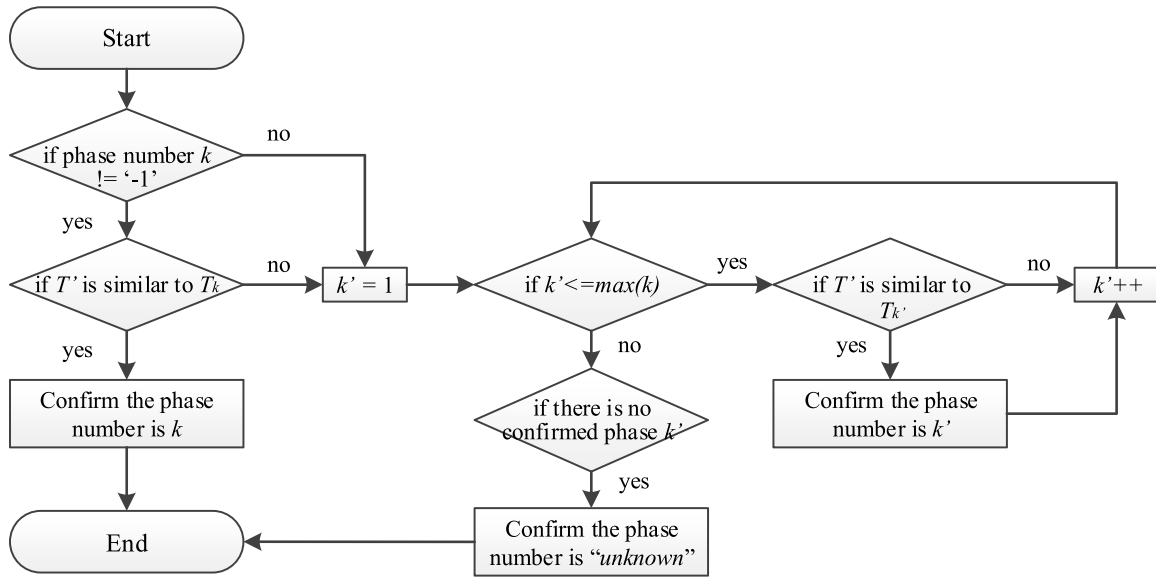 Start
no
if phase number k
!= ‘-1’
yes
if T’ is similar to Tk
no
k’ = 1
if k’<=max(k)
yes
if T’ is similar to
Tk’
no
k’++
yes
Confirm the phase
number is k
no
if there is no
confirmed phase k’
yes
Confirm the phase
number is k’
yes
Confirm the phase
number is “unknown”
End